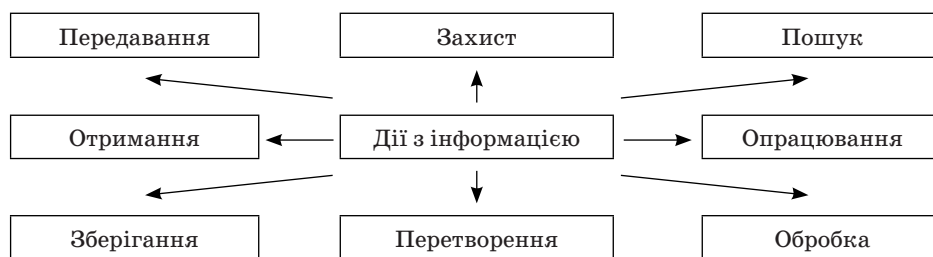 Передавання
Захист
Пошук
Отримання
Дії з інформацією
Опрацювання
Зберігання
Перетворення
Обробка